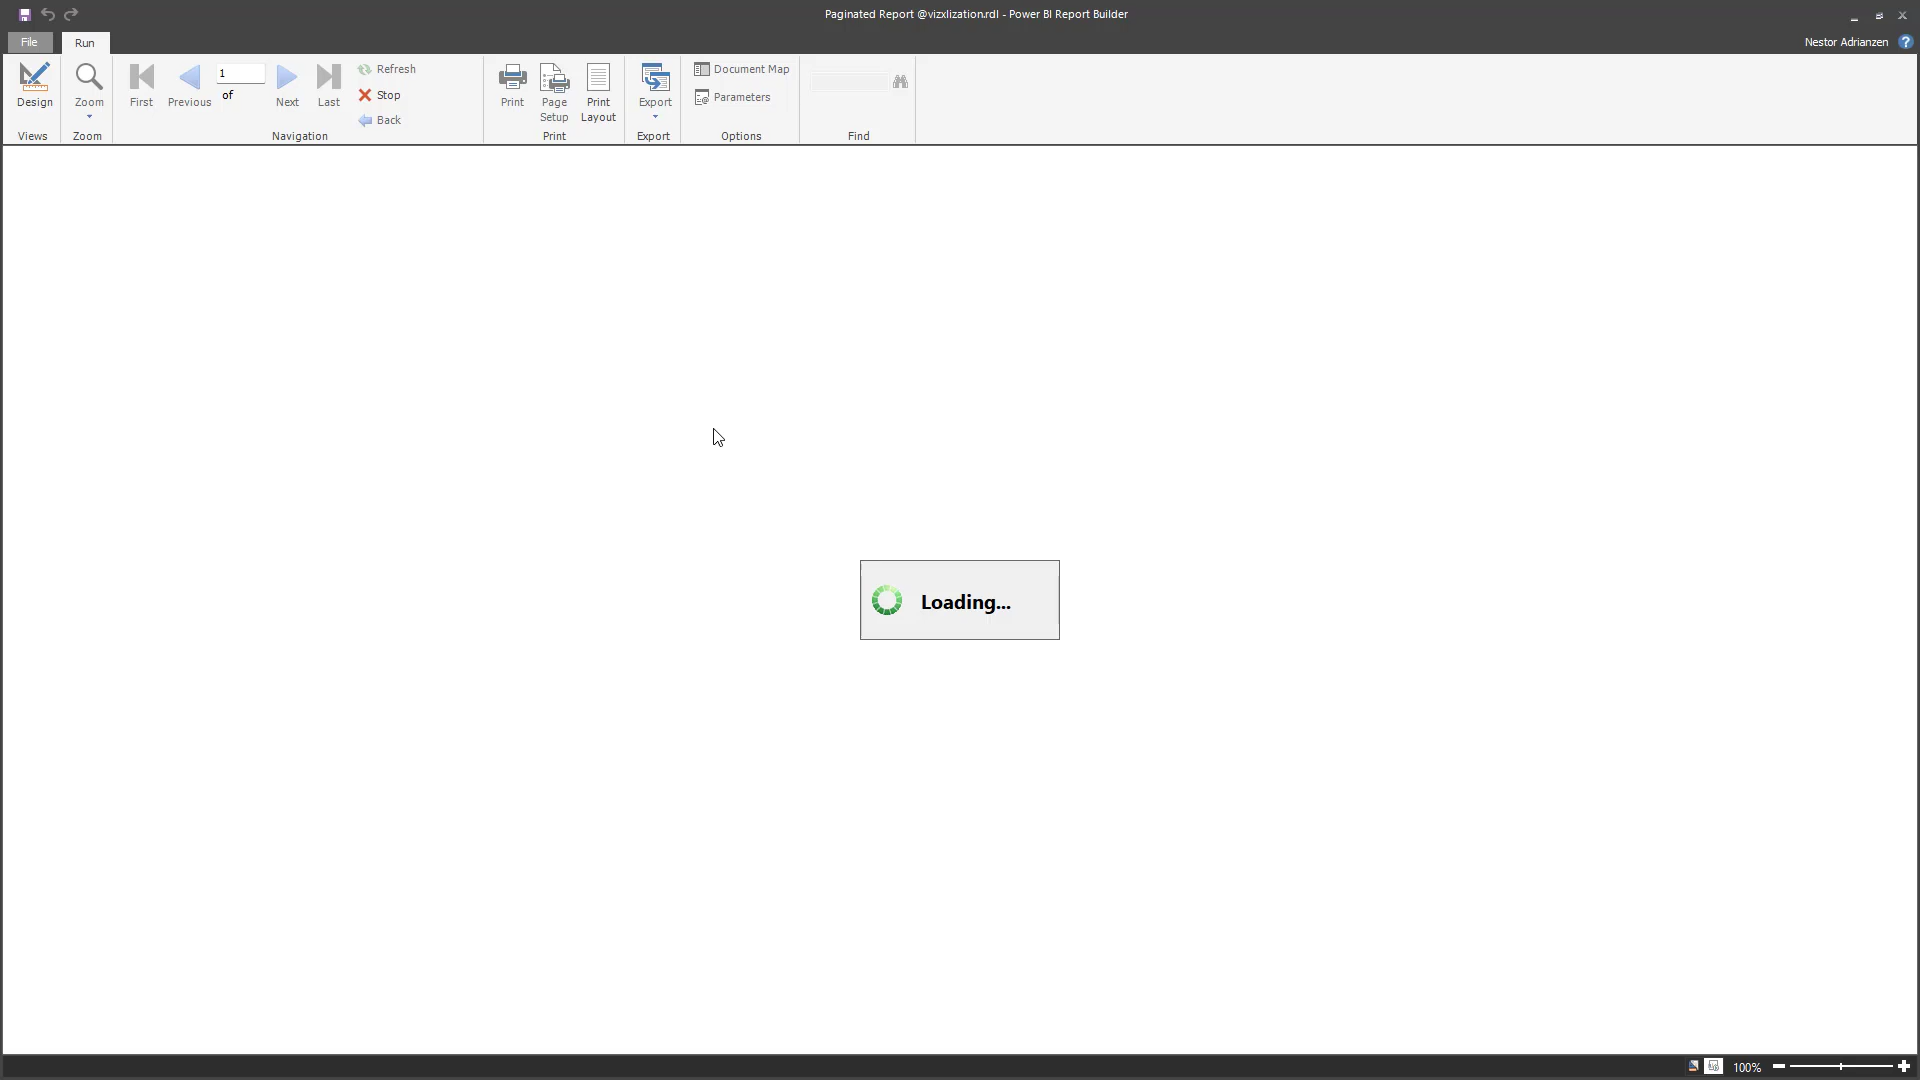 Paginated Report @vizxlization.rdl - Power BI Report Builder
File
Run
Nestor Adrianzen
?
Design
Views
Zoom
Zoom
First
Previous
1
of
Next
Last
Refresh
Stop
Back
Navigation
Print
Page
Setup
Print
Layout
Print
Export
Export
Document Map
Parameters
Options
Find
Loading...
100%